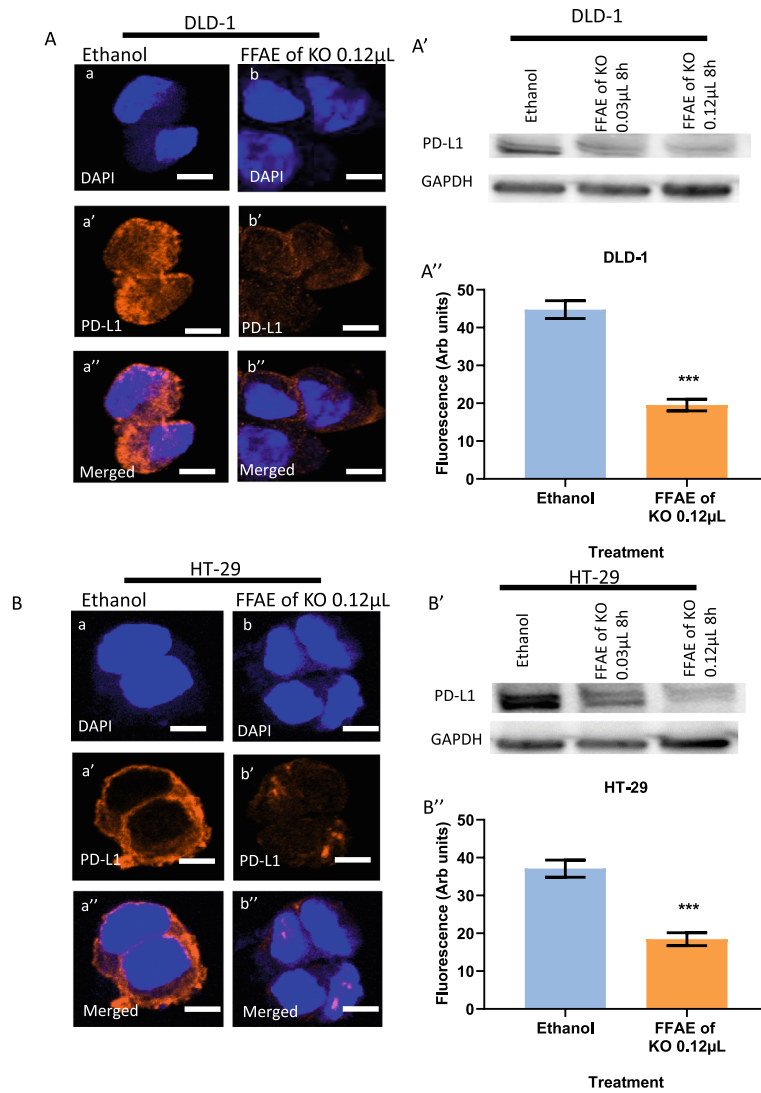 DLD-1
A
Ethanol
FFAE of KO 0.12µL
a
b
DAPI
DAPI
a'
b'
PD-L1
PD-L1
a''
b''
Merged
Merged
A'
DLD-1
Ethanol
FFAE of KO
0.03µL 8h
FFAE of KO
0.12µL 8h
PD-L1
GAPDH
A''
DLD-1
Fluorescence (Arb units)
50
40
30
20
10
0
***
Ethanol
FFAE of
KO 0.12µL
Treatment
HT-29
B
Ethanol
FFAE of KO 0.12µL
a
b
DAPI
DAPI
a'
b'
PD-L1
PD-L1
a''
b''
Merged
Merged
HT-29
B'
Ethanol
FFAE of KO
0.03µL 8h
FFAE of KO
0.12µL 8h
PD-L1
GAPDH
HT-29
B''
Fluorescence (Arb units)
50
40
30
20
10
0
***
Ethanol
FFAE of
KO 0.12µL
Treatment